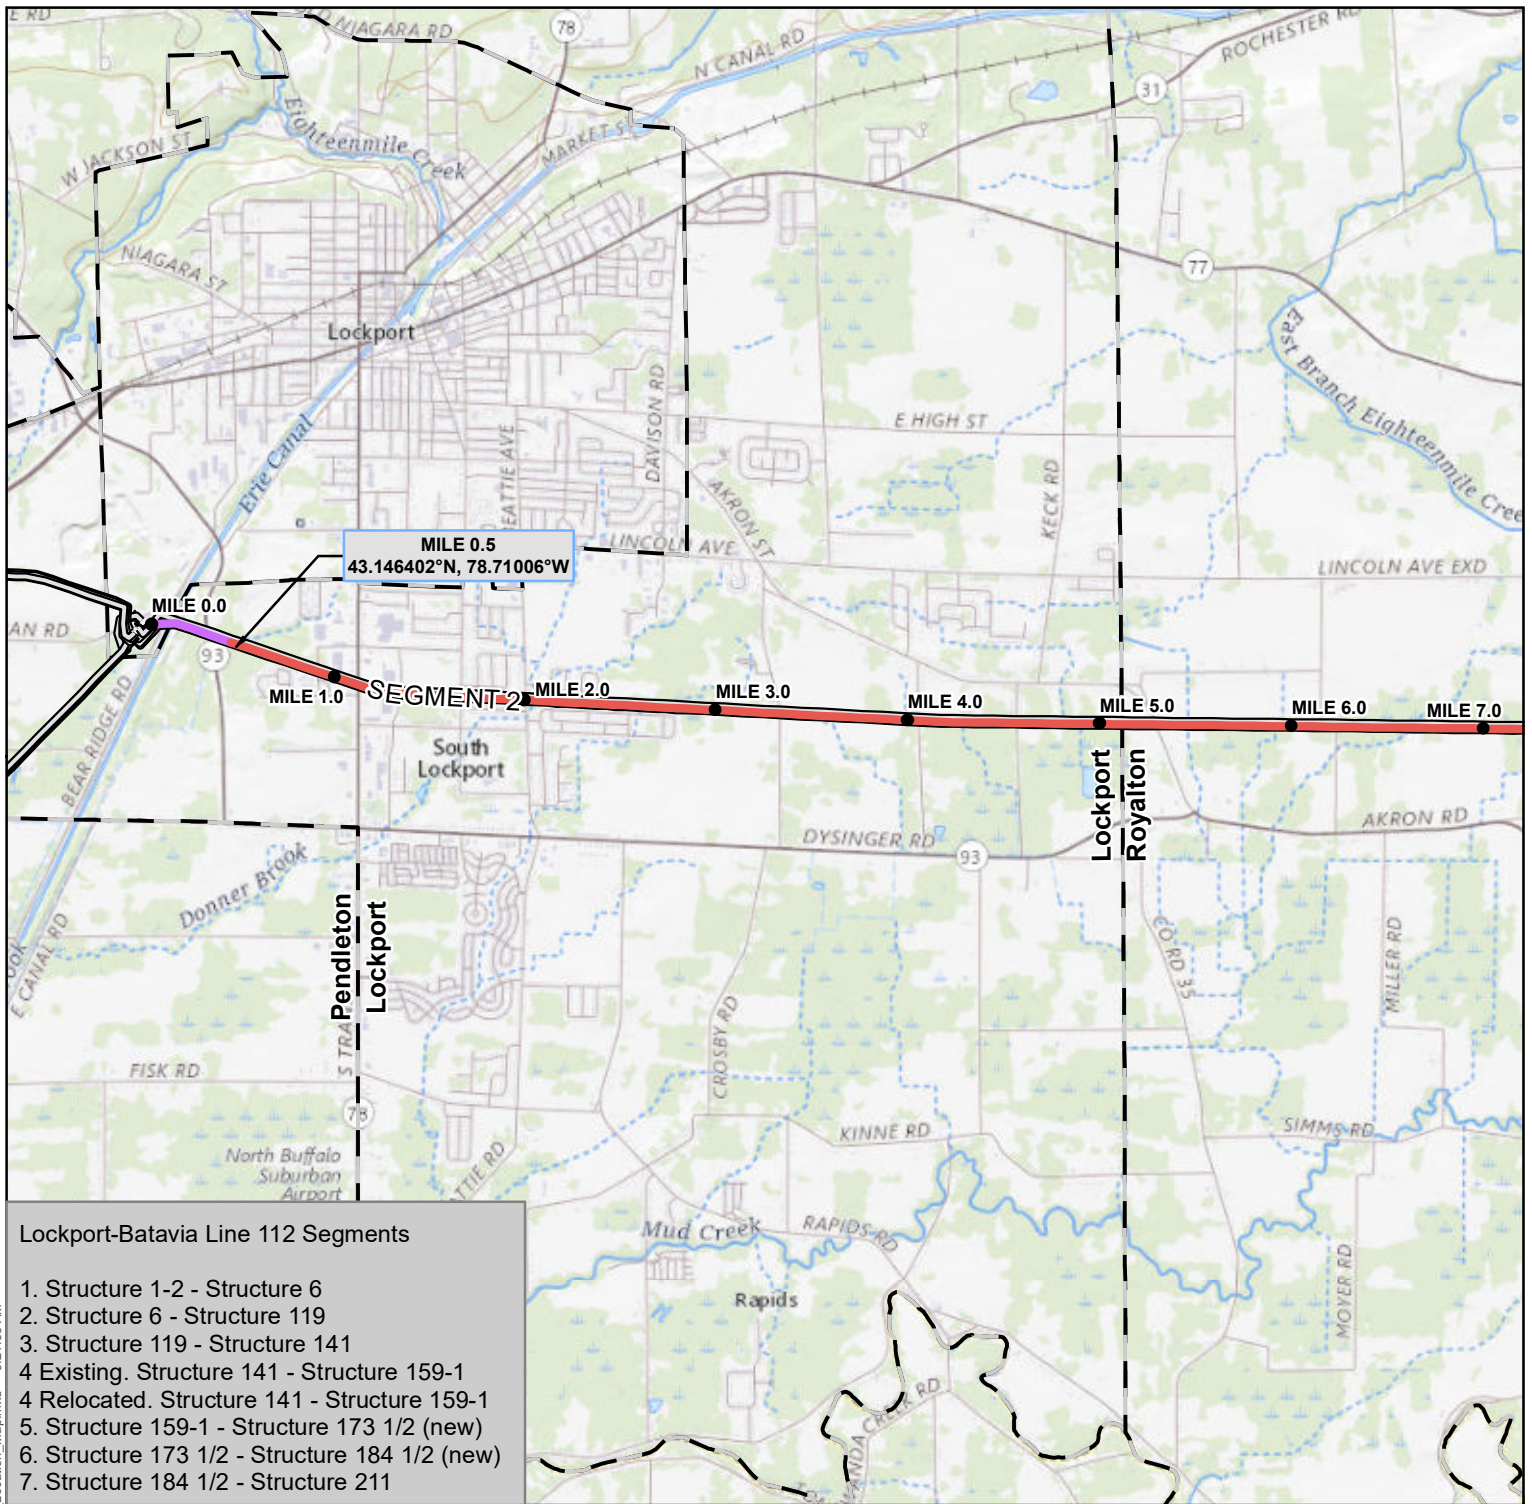 E RD
NIAGARA RD
78
N CANAL RD
ROCHESTER RD
31
Eighteenmile Creek
MARKET S
W JACKSON ST
NIAGARA ST
77
Lockport
East Branch Eighteenmile Cree
DAVISON RD
E HIGH ST
Erie Canal
BEATTIE AVE
AKRON ST
KECK RD
MILE 0.5
43.146402°N, 78.71006°W
LINCOLN AVE
LINCOLN AVE EXD
MILE 0.0
AN RD
93
MILE 1.0
SEGMENT 2
MILE 2.0
MILE 3.0
MILE 4.0
MILE 5.0
MILE 6.0
MILE 7.0
BEAR RIDGE RD
South
Lockport
Lockport
Royalton
DYSINGER RD
93
AKRON RD
Donner Brook
Pendleton
Lockport
ook
E CANAL RD
CO RD 35
MILLER RD
S TRA
CROSBY RD
FISK RD
78
KINNE RD
SIMMS RD
North Buffalo
Suburban
Airport
ATTIE RD
Mud Creek
RAPIDS RD
Rapids
MOYER RD
CREEK RD
Lockport-Batavia Line 112 Segments
1. Structure 1-2 - Structure 6
2. Structure 6 - Structure 119
3. Structure 119 - Structure 141
4 Existing. Structure 141 - Structure 159-1
4 Relocated. Structure 141 - Structure 159-1
5. Structure 159-1 - Structure 173 1/2 (new)
6. Structure 173 1/2 - Structure 184 1/2 (new)
7. Structure 184 1/2 - Structure 211